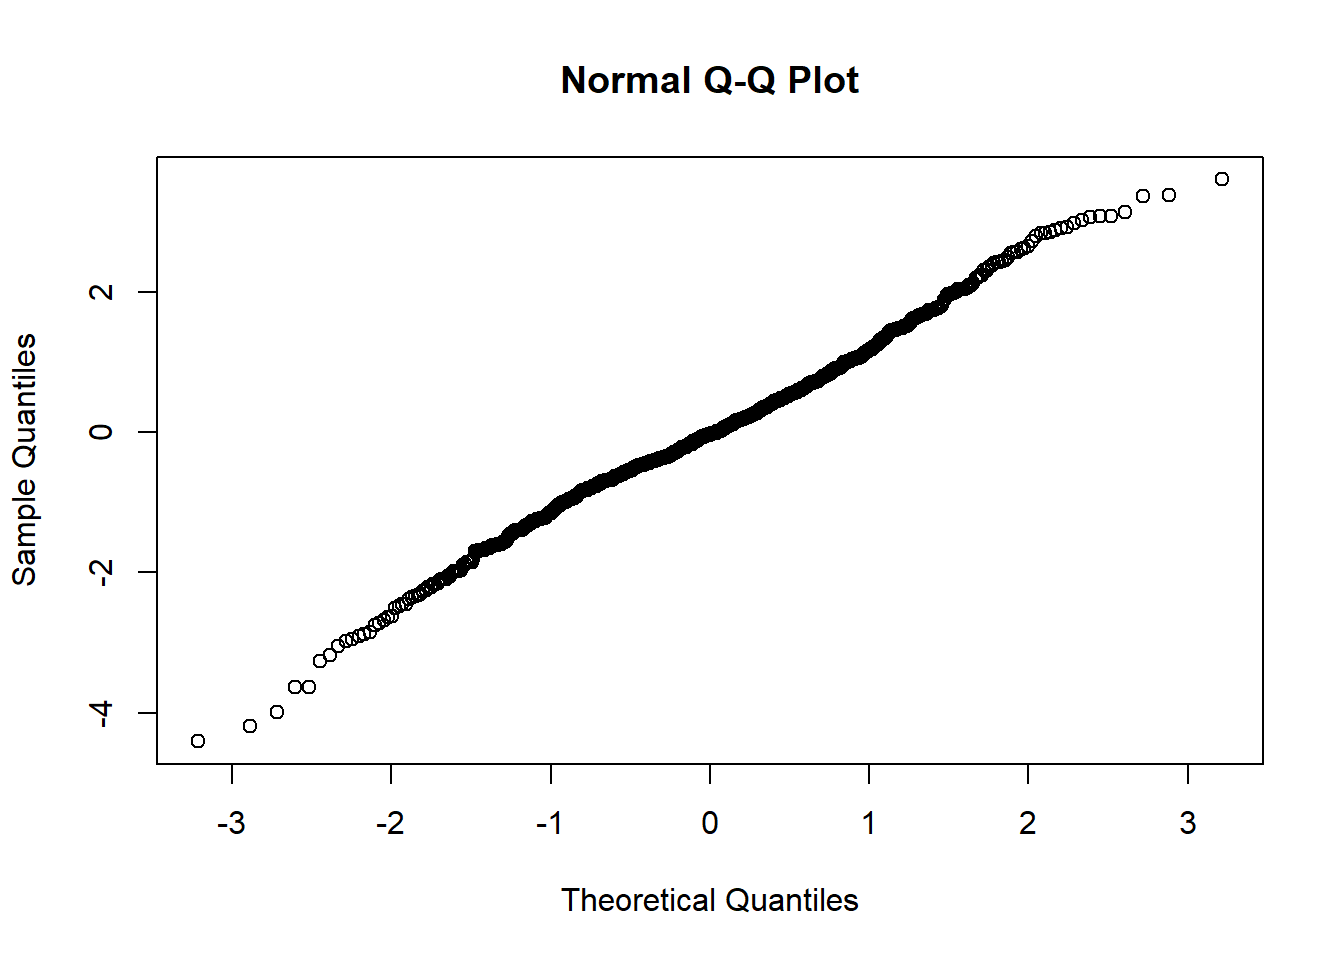 Normal Q-Q Plot
Sample Quantiles
2
0
-2
-4
-3 -2 -1 0 1 2 3
Theoretical Quantiles